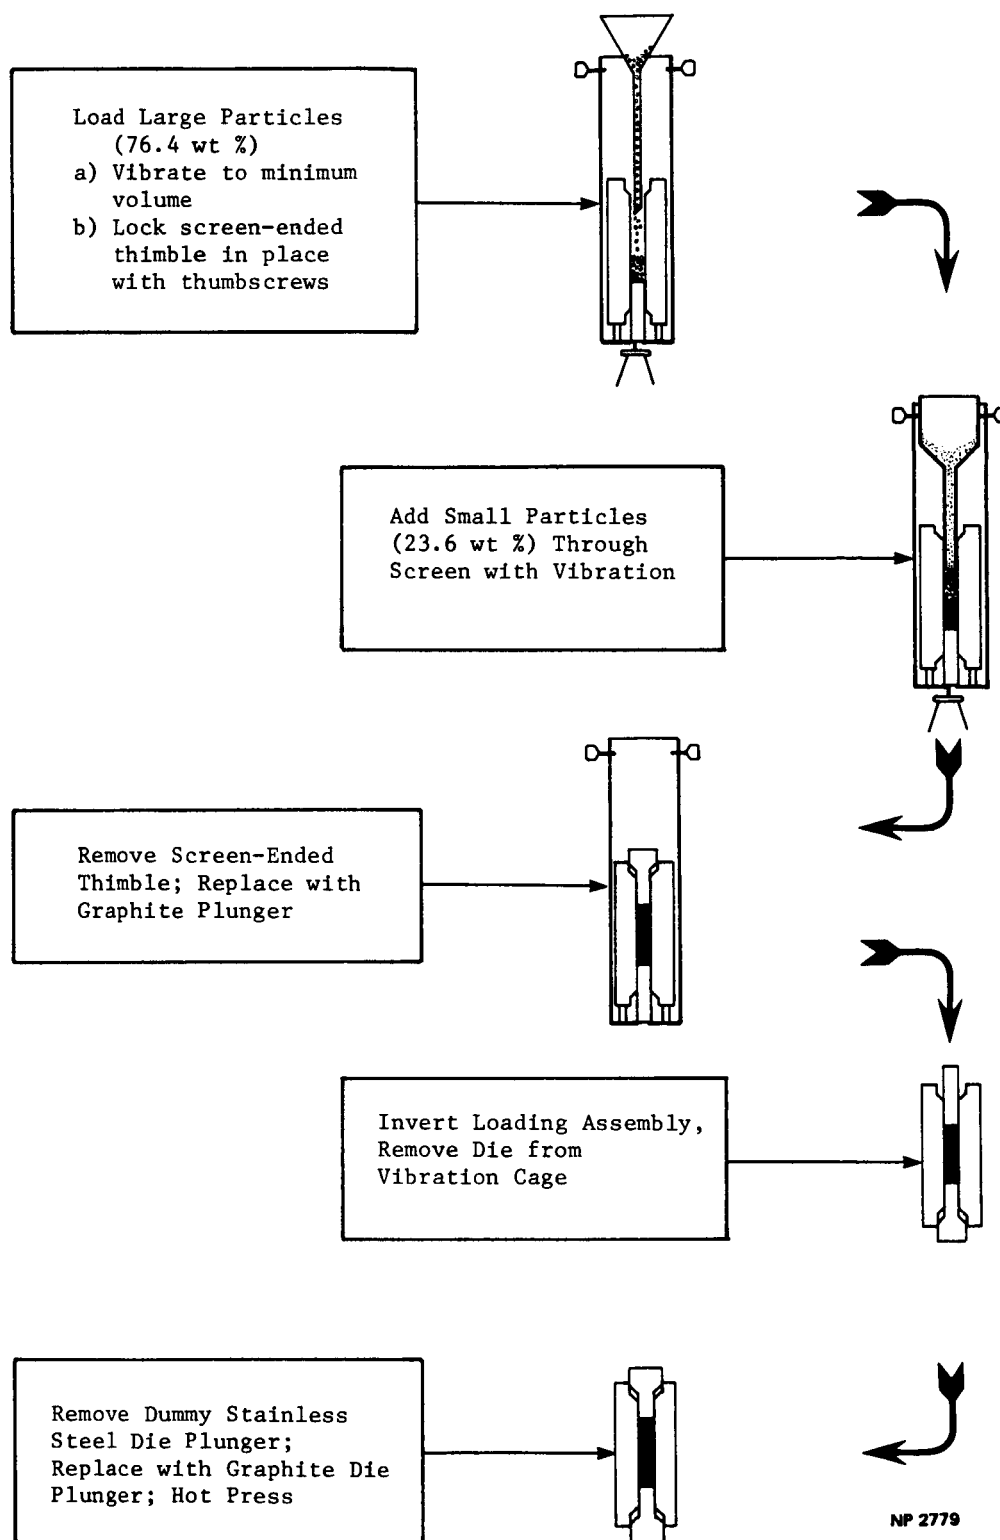 Load Large Particles
(76.4 wt %)
a) Vibrate to minimum
volume
b) Lock screen-ended
thimble in place
with thumbscrews
Add Small Particles
(23.6 wt %) Through
Screen with Vibration
Remove Screen-Ended
Thimble; Replace with
Graphite Plunger
Invert Loading Assembly,
Remove Die from
Vibration Cage
Remove Dummy Stainless
Steel Die Plunger;
Replace with Graphite Die
Plunger; Hot Press
NP 2779